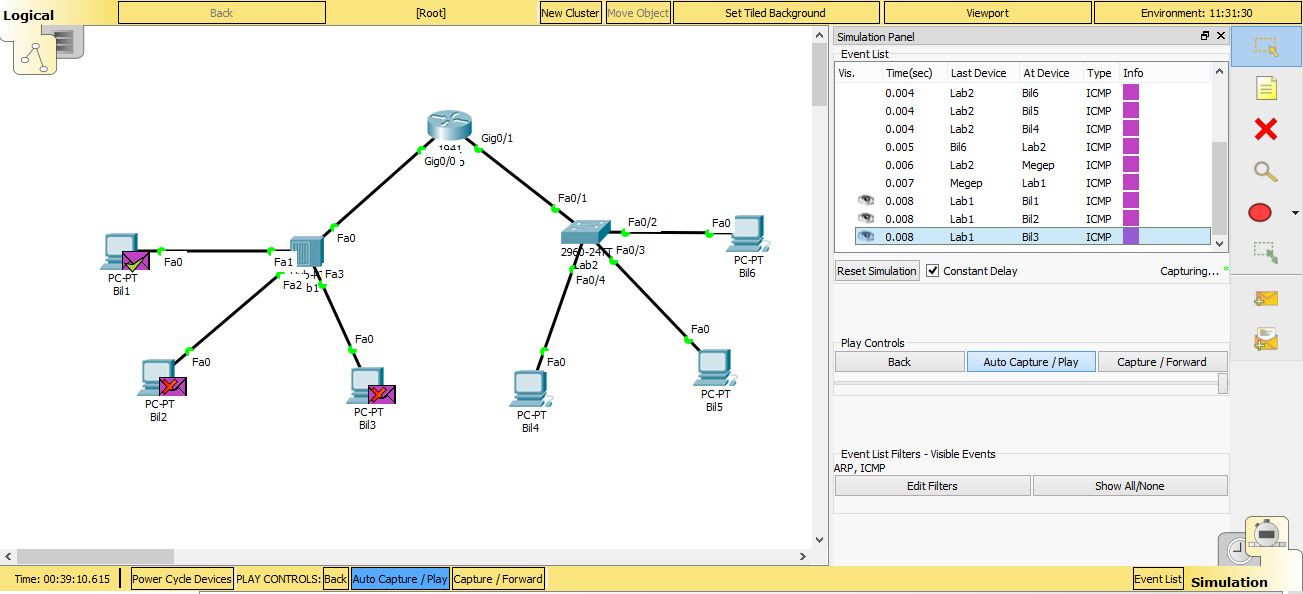 Logical
Back
[Root]
New Cluster
Move Object
Set Tiled Background
Viewport
Environment: 11:31:30
Simulation Panel
Event List
Vis. Time(sec) Last Device At Device Type Info
0.004 Lab2 Bil6 ICMP
0.004 Lab2 Bil5 ICMP
0.004 Lab2 Bil4 ICMP
0.005 Bil6 Lab2 ICMP
0.006 Lab2 Megep ICMP
0.007 Megep Lab1 ICMP
0.008 Lab1 Bil1 ICMP
0.008 Lab1 Bil2 ICMP
0.008 Lab1 Bil3 ICMP
Reset Simulation
Constant Delay
Capturing... *
Play Controls
Back
Auto Capture / Play
Capture / Forward
Event List Filters - Visible Events
ARP, ICMP
Edit Filters
Show All/None
1941
Gig0/1
Gig0/0
Fa0/1
Fa0
Fa0/2
Fa0
2960-24TT
Lab2
Fa0/3
Fa0/4
PC-PT
Bil6
Fa0
Fa1
PC-PT
Bil1
Fa3
Fa2
b1
Fa0
Fa0
Fa0
Fa0
PC-PT
Bil2
PC-PT
Bil3
PC-PT
Bil4
PC-PT
Bil5
Time: 00:39:10.615
Power Cycle Devices
PLAY CONTROLS:
Back
Auto Capture / Play
Capture / Forward
Event List
Simulation